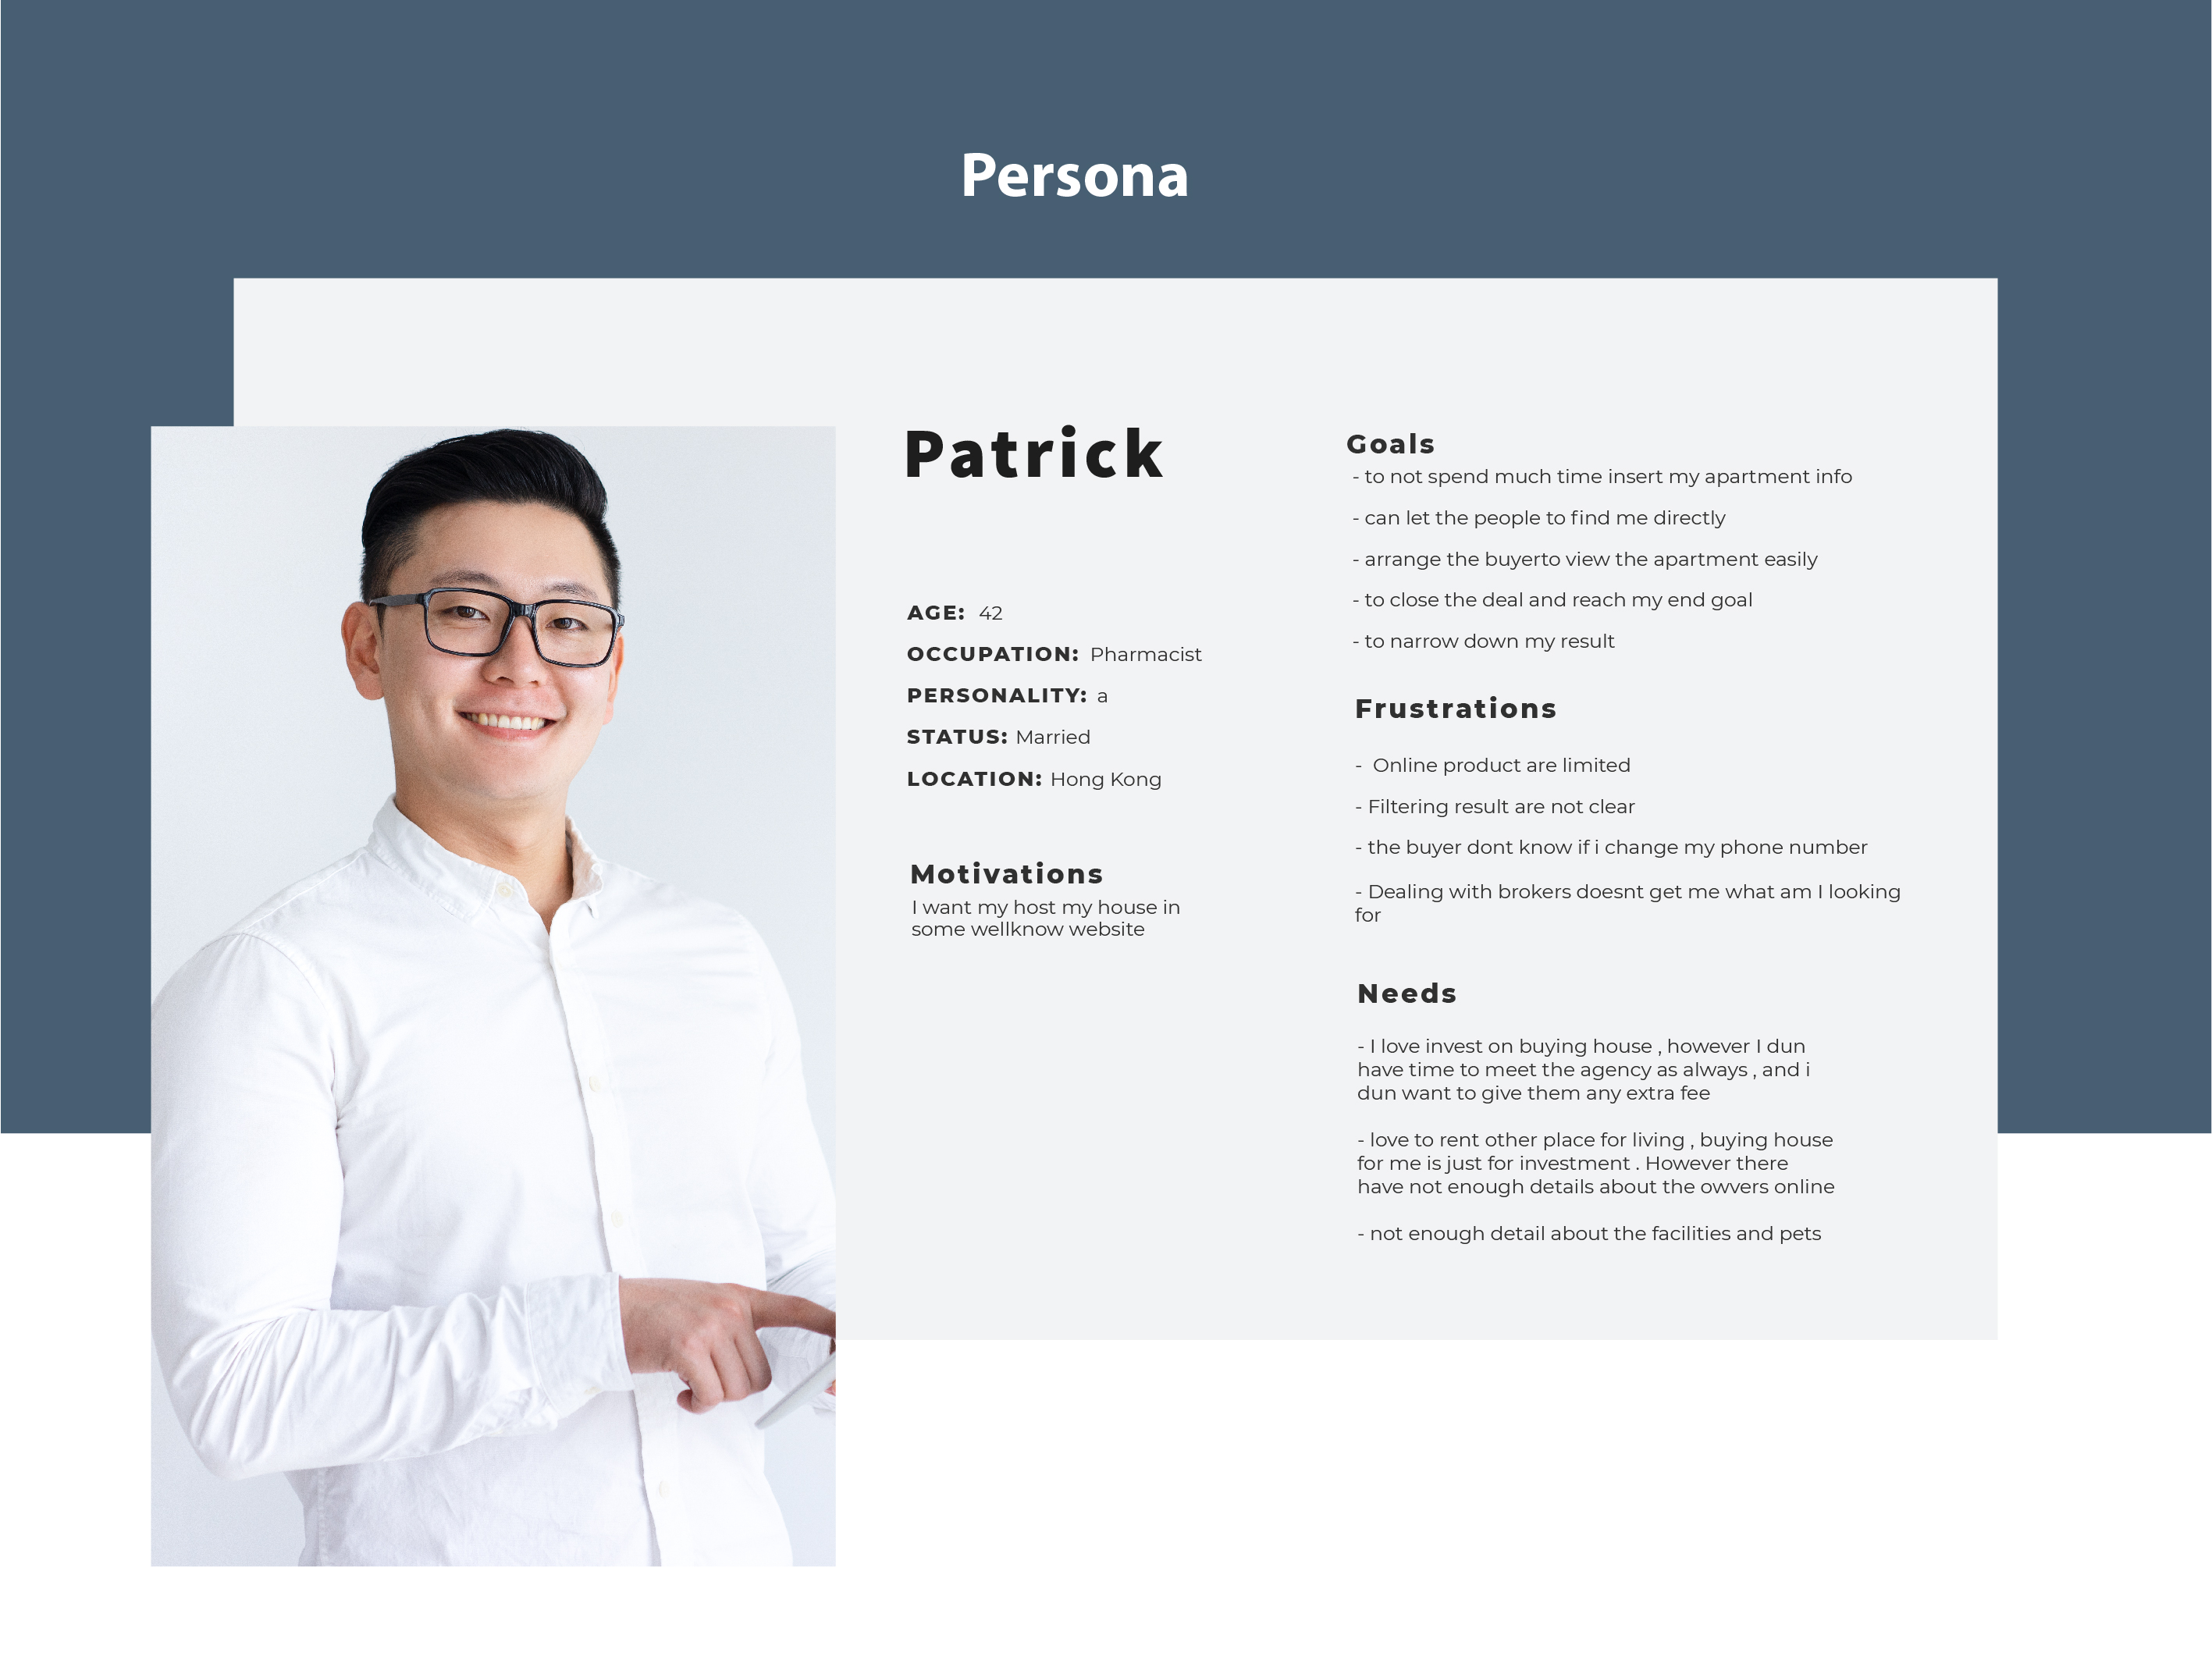 Persona
Patrick
AGE: 42
OCCUPATION: Pharmacist
PERSONALITY: a
STATUS: Married
LOCATION: Hong Kong
Motivations
I want my host my house in
some wellknow website
Goals
- to not spend much time insert my apartment info
- can let the people to find me directly
- arrange the buyerto view the apartment easily
- to close the deal and reach my end goal
- to narrow down my result
Frustrations
- Online product are limited
- Filtering result are not clear
- the buyer dont know if i change my phone number
- Dealing with brokers doesnt get me what am I looking
for
Needs
- I love invest on buying house , however I dun
have time to meet the agency as always , and i
dun want to give them any extra fee
- love to rent other place for living , buying house
for me is just for investment . However there
have not enough details about the owvers online
- not enough detail about the facilities and pets